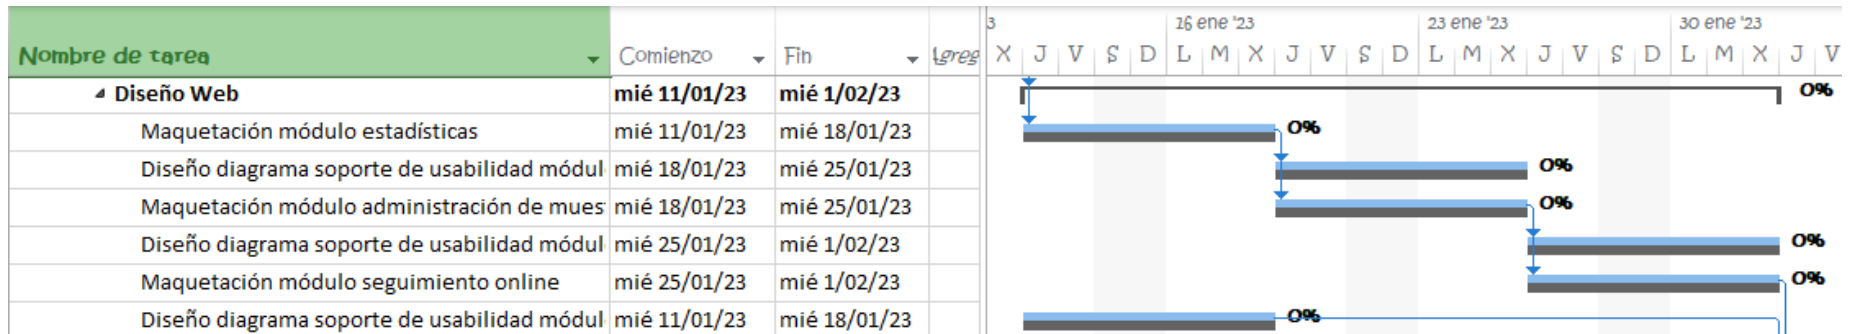 3 16 ene '23 23 ene '23 30 ene '23
Nombre de tarea Comienzo Fin Agreg X J V S D L M X J V S D L M X J V S D L M X J V
Diseño Web mié 11/01/23 mié 1/02/23 0%
Maquetación módulo estadísticas mié 11/01/23 mié 18/01/23 0%
Diseño diagrama soporte de usabilidad módul mié 18/01/23 mié 25/01/23 0%
Maquetación módulo administración de mues mié 18/01/23 mié 25/01/23 0%
Diseño diagrama soporte de usabilidad módul mié 25/01/23 mié 1/02/23 0%
Maquetación módulo seguimiento online mié 25/01/23 mié 1/02/23 0%
Diseño diagrama soporte de usabilidad módul mié 11/01/23 mié 18/01/23 0%